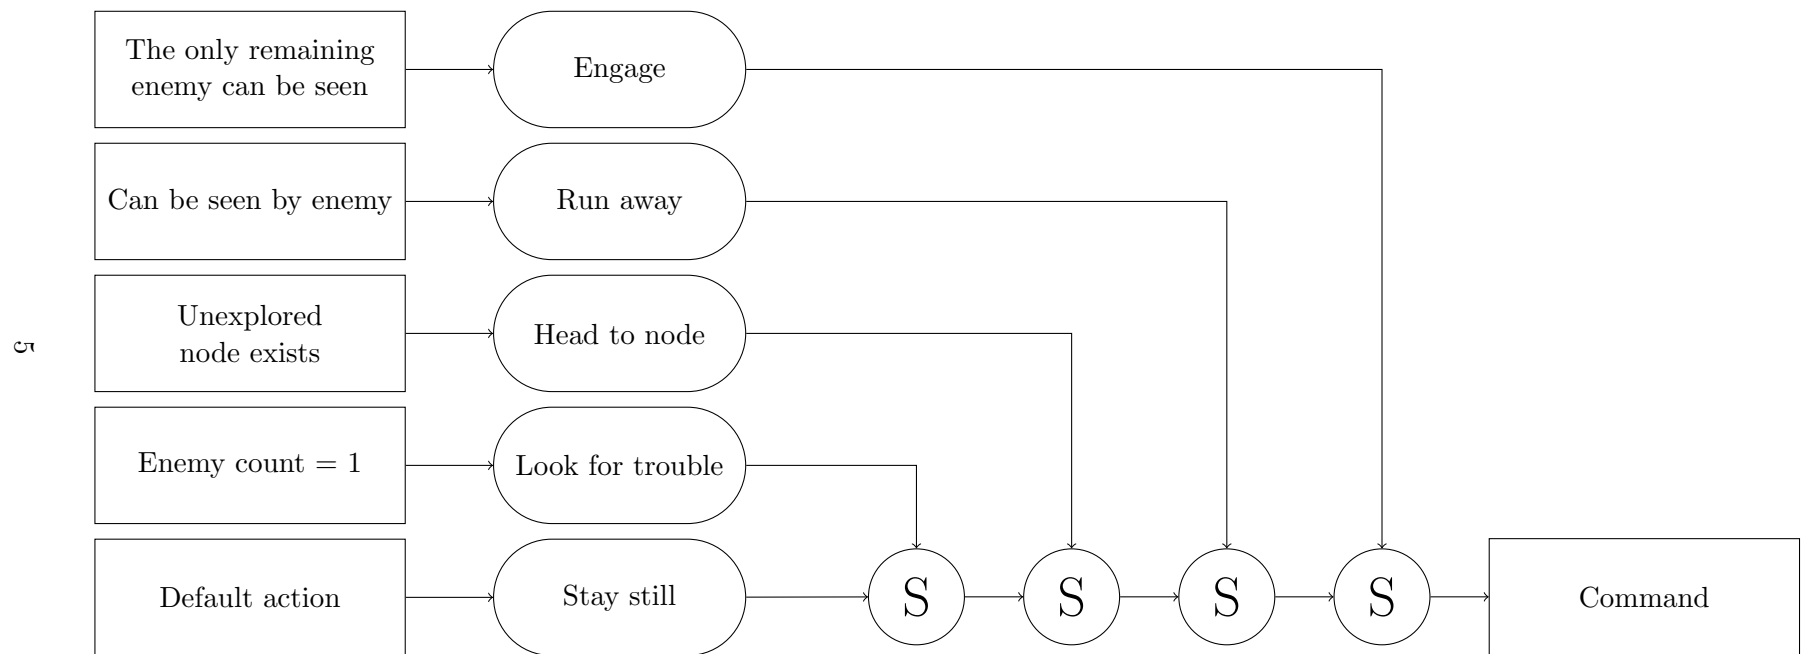 The only remaining
enemy can be seen
Engage
Can be seen by enemy
Run away
Unexplored
node exists
Head to node
5
Enemy count = 1
Look for trouble
Default action
Stay still
S
S
S
S
Command